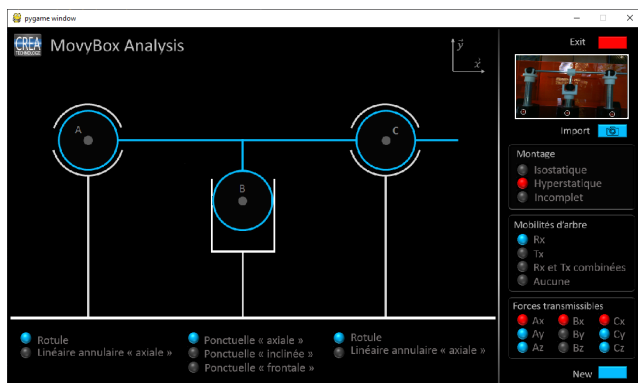 pygame window
CREA
TECHNOLOGIE
MovyBox Analysis
y
x
Exit
A
C
B
Import
Montage
Isostatique
Hyperstatique
Incomplet
Mobilités d'arbre
Rx
Tx
Rx et Tx combinées
Aucune
Forces transmissibles
Ax Bx Cx
Ay By Cy
Az Bz Cz
Rotule
Linéaire annulaire « axiale »
Ponctuelle « axiale »
Ponctuelle « inclinée »
Ponctuelle « frontale »
Rotule
Linéaire annulaire « axiale »
New